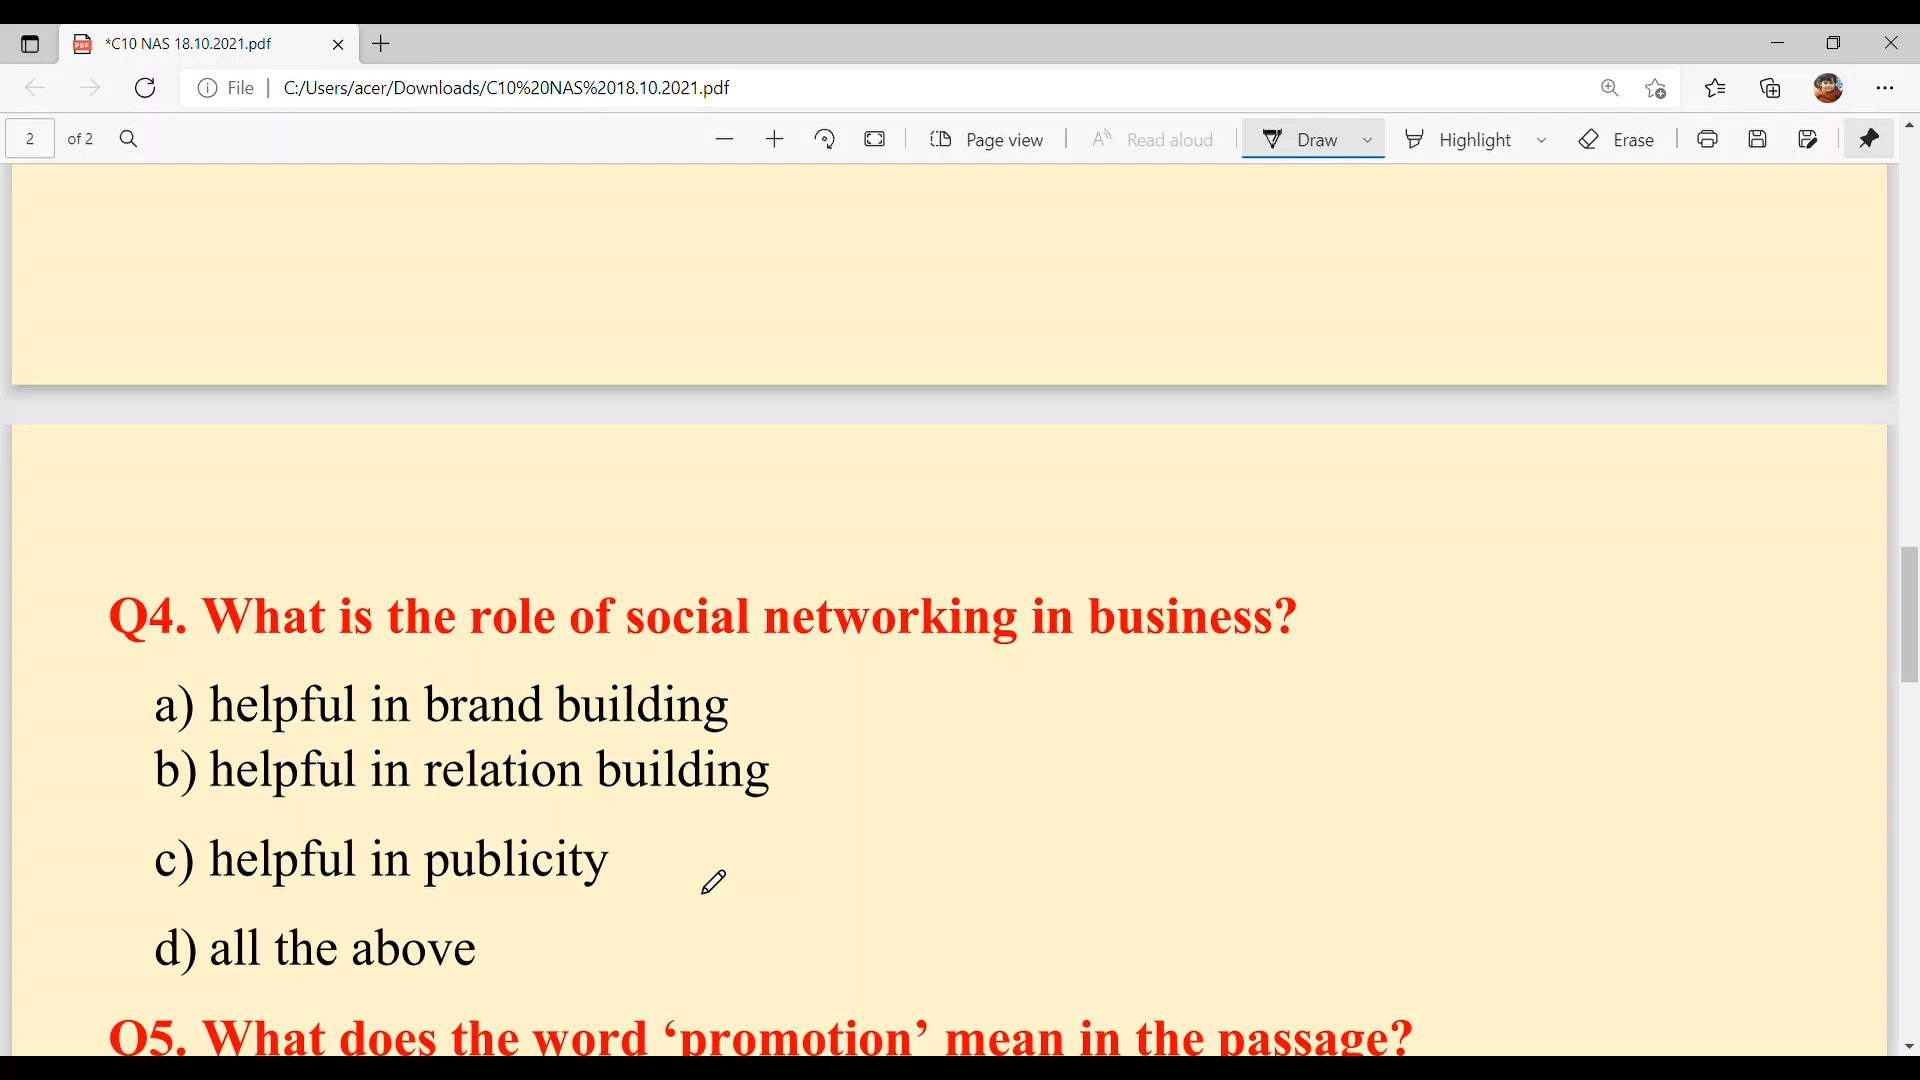 *C10 NAS 18.10.2021.pdf
File | C:/Users/acer/Downloads/C10%20NAS%2018.10.2021.pdf
2 of 2 Page view Read aloud Draw Highlight Erase
Q4. What is the role of social networking in business?
a) helpful in brand building
b) helpful in relation building
c) helpful in publicity
d) all the above
Q5. What does the word ‘promotion’ mean in the passage?